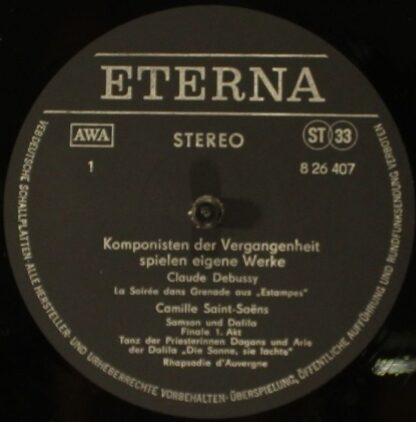 ETERNA
AWA
STEREO
ST 33
1
8 26 407
Komponisten der Vergangenheit
spielen eigene Werke
Claude Debussy
La Soirée dans Grenade aus „Estampes"
Camille Saint-Saëns
Samson und Dalila
Finale 1. Akt
Tanz der Priesterinnen Dagons und Arie
der Dalila „Die Sonne, sie lachte"
Rhapsodie d'Auvergne
VEB DEUTSCHE SCHALLPLATTEN · ALLE HERSTELLER- UND URHEBERRECHTE VORBEHALTEN · ÜBERSPIELUNG, ÖFFENTLICHE AUFFÜHRUNG UND RUNDFUNKSENDUNG VERBOTEN